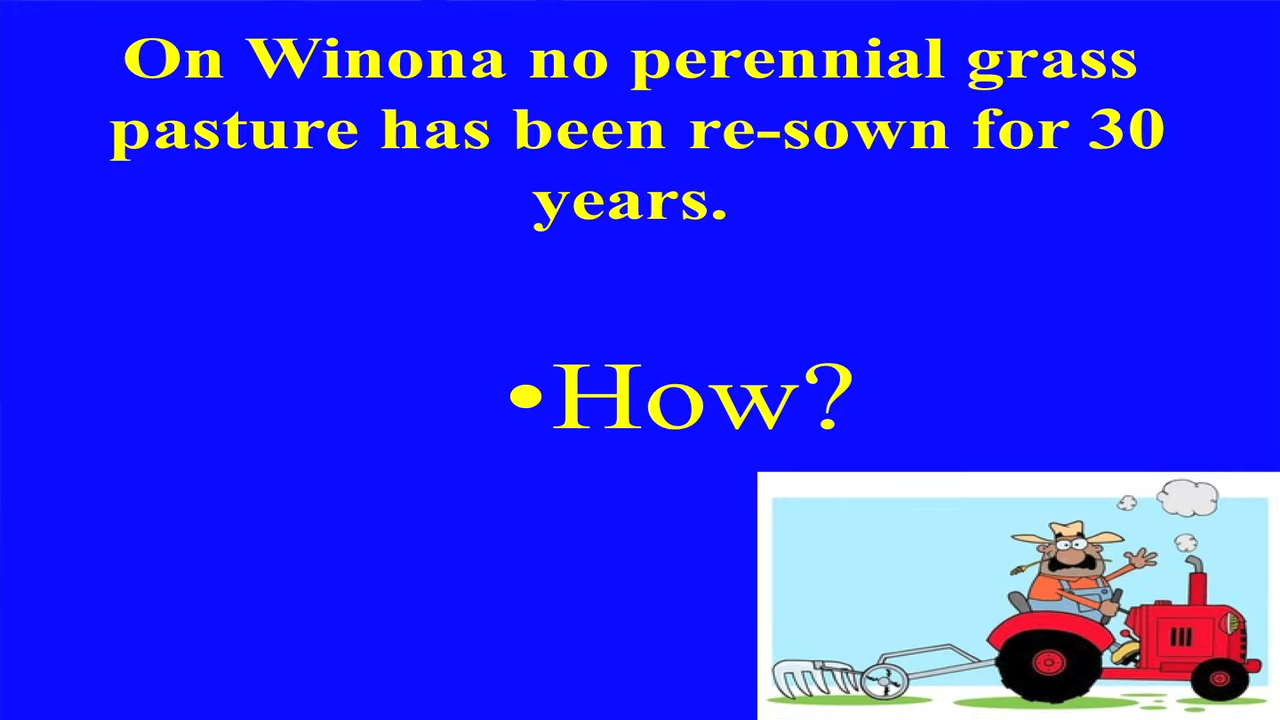 On Winona no perennial grass
pasture has been re-sown for 30
years.
•How?